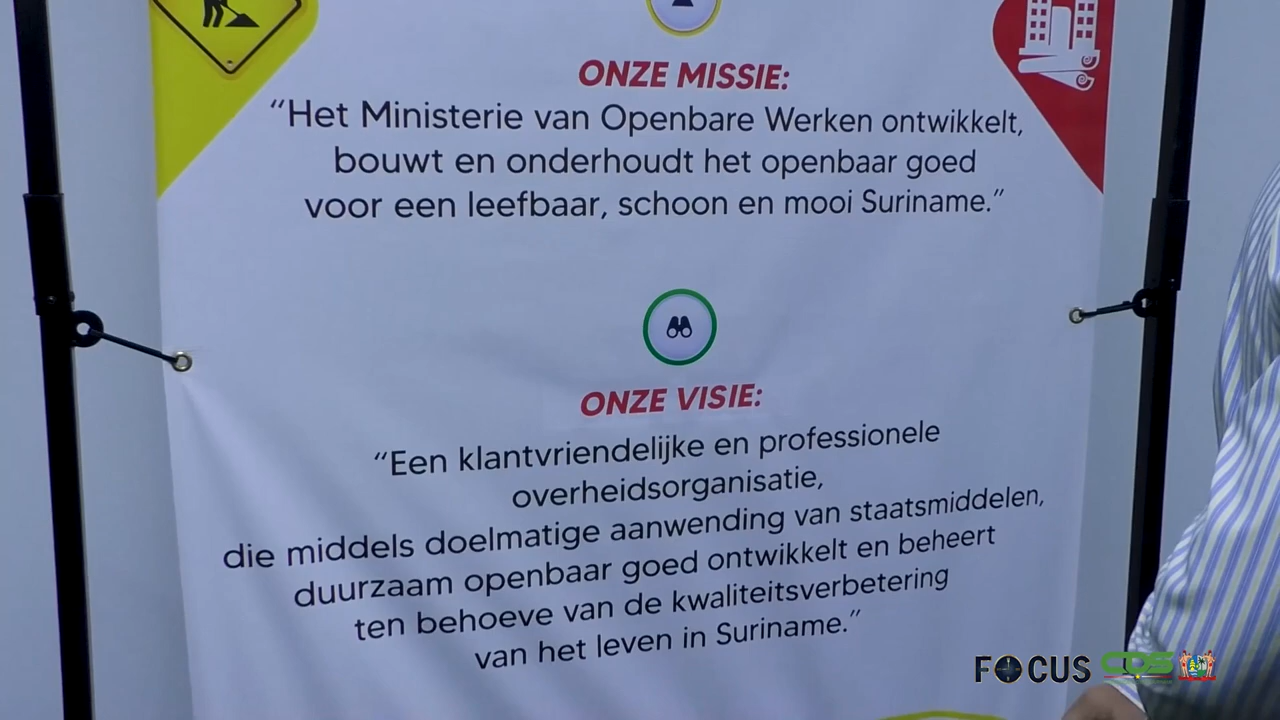 ONZE MISSIE:
“Het Ministerie van Openbare Werken ontwikkelt,
bouwt en onderhoudt het openbaar goed
voor een leefbaar, schoon en mooi Suriname.”
ONZE VISIE:
“Een klantvriendelijke en professionele
overheidsorganisatie,
die middels doelmatige aanwending van staatsmiddelen,
duurzaam openbaar goed ontwikkelt en beheert
ten behoeve van de kwaliteitsverbetering
van het leven in Suriname.”
FOCUS CDS